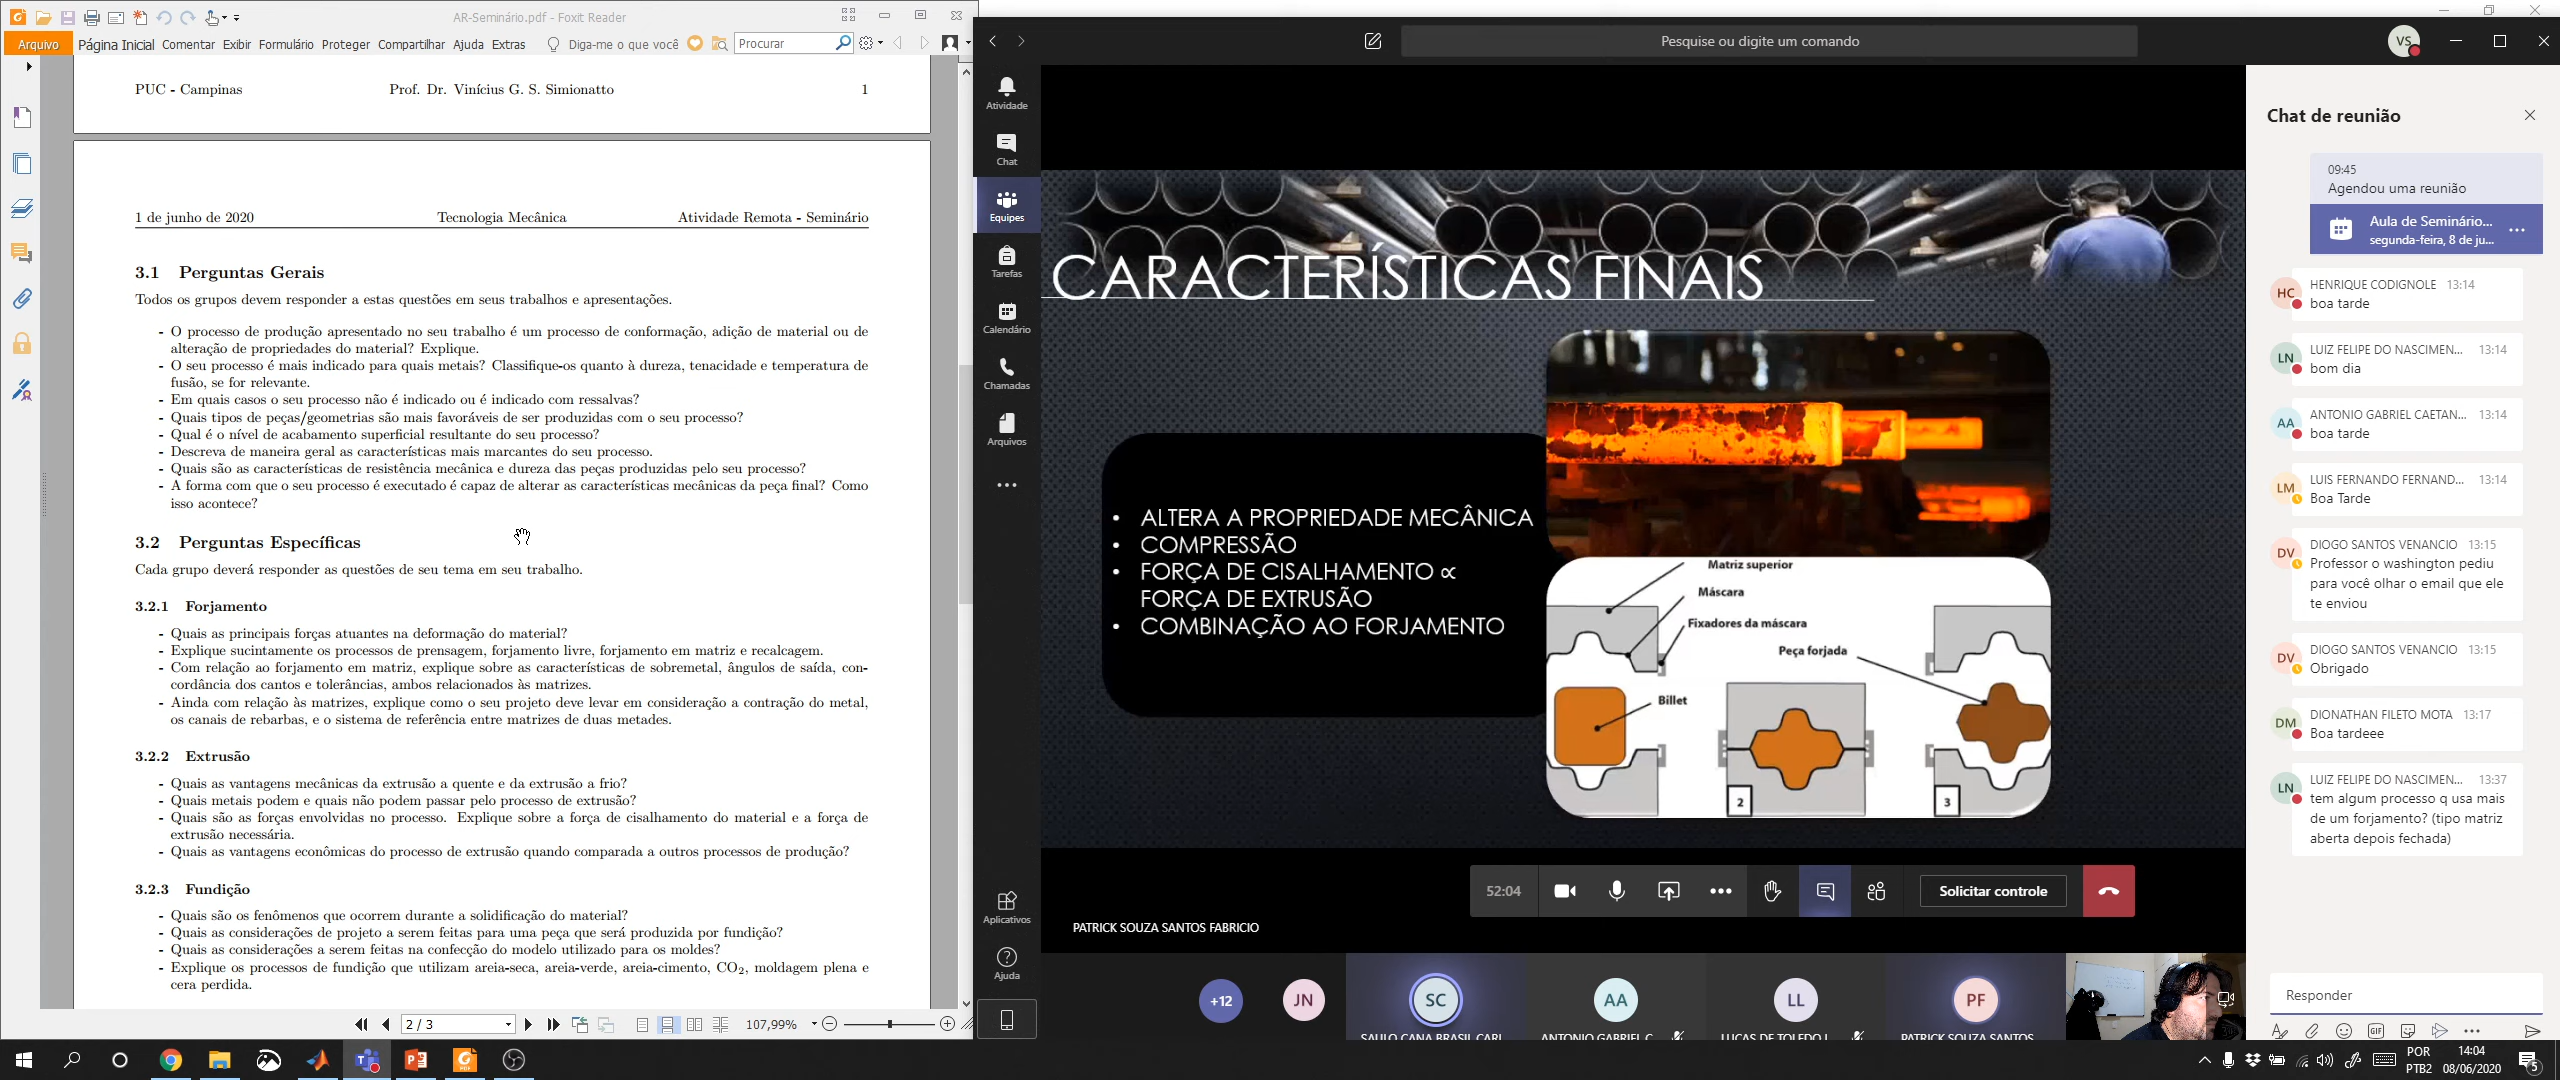 AR-Seminário.pdf - Foxit Reader
Arquivo Página Inicial Comentar Exibir Formulário Proteger Compartilhar Ajuda Extras Diga-me o que você Procurar
PUC - Campinas Prof. Dr. Vinícius G. S. Simionatto 1
1 de junho de 2020 Tecnologia Mecânica Atividade Remota - Seminário
3.1 Perguntas Gerais
Todos os grupos devem responder a estas questões em seus trabalhos e apresentações.
- O processo de produção apresentado no seu trabalho é um processo de conformação, adição de material ou de
alteração de propriedades do material? Explique.
- O seu processo é mais indicado para quais metais? Classifique-os quanto à dureza, tenacidade e temperatura de
fusão, se for relevante.
- Em quais casos o seu processo não é indicado ou é indicado com ressalvas?
- Quais tipos de peças/geometrias são mais favoráveis de ser produzidas com o seu processo?
- Qual é o nível de acabamento superficial resultante do seu processo?
- Descreva de maneira geral as características mais marcantes do seu processo.
- Quais são as características de resistência mecânica e dureza das peças produzidas pelo seu processo?
- A forma com que o seu processo é executado é capaz de alterar as características mecânicas da peça final? Como
isso acontece?
3.2 Perguntas Específicas
Cada grupo deverá responder as questões de seu tema em seu trabalho.
3.2.1 Forjamento
- Quais as principais forças atuantes na deformação do material?
- Explique sucintamente os processos de prensagem, forjamento livre, forjamento em matriz e recalcagem.
- Com relação ao forjamento em matriz, explique sobre as características de sobremetal, ângulos de saída, con-
cordância dos cantos e tolerâncias, ambos relacionados às matrizes.
- Ainda com relação às matrizes, explique como o seu projeto deve levar em consideração a contração do metal,
os canais de rebarbas, e o sistema de referência entre matrizes de duas metades.
3.2.2 Extrusão
- Quais as vantagens mecânicas da extrusão a quente e da extrusão a frio?
- Quais metais podem e quais não podem passar pelo processo de extrusão?
- Quais são as forças envolvidas no processo. Explique sobre a força de cisalhamento do material e a força de
extrusão necessária.
- Quais as vantagens econômicas do processo de extrusão quando comparada a outros processos de produção?
3.2.3 Fundição
- Quais são os fenômenos que ocorrem durante a solidificação do material?
- Quais as considerações de projeto a serem feitas para uma peça que será produzida por fundição?
- Quais as considerações a serem feitas na confecção do modelo utilizado para os moldes?
- Explique os processos de fundição que utilizam areia-seca, areia-verde, areia-cimento, CO₂, moldagem plena e
cera perdida.
2 / 3
107,99%
Pesquise ou digite um comando
VS
Atividade
Chat
Equipes
Tarefas
Calendário
Chamadas
Arquivos
Aplicativos
Ajuda
CARACTERÍSTICAS FINAIS
• ALTERA A PROPRIEDADE MECÂNICA
• COMPRESSÃO
• FORÇA DE CISALHAMENTO ∝
FORÇA DE EXTRUSÃO
• COMBINAÇÃO AO FORJAMENTO
Matriz superior
Máscara
Fixadores da máscara
Peça forjada
Billet
2
3
52:04
Solicitar controle
PATRICK SOUZA SANTOS FABRICIO
+12
JN
SC
AA
LL
PF
SAULO CANA BRASIL CARL
ANTONIO GABRIEL C
LUCAS DE TOLEDO L
PATRICK SOUZA SANTOS
Chat de reunião
09:45
Agendou uma reunião
Aula de Seminário...
segunda-feira, 8 de ju...
HC
HENRIQUE CODIGNOLE 13:14
boa tarde
LN
LUIZ FELIPE DO NASCIMEN... 13:14
bom dia
AA
ANTONIO GABRIEL CAETAN... 13:14
boa tarde
LM
LUIS FERNANDO FERNAND... 13:14
Boa Tarde
DV
DIOGO SANTOS VENANCIO 13:15
Professor o washington pediu
para você olhar o email que ele
te enviou
DV
DIOGO SANTOS VENANCIO 13:15
Obrigado
DM
DIONATHAN FILETO MOTA 13:17
Boa tardeee
LN
LUIZ FELIPE DO NASCIMEN... 13:37
tem algum processo q usa mais
de um forjamento? (tipo matriz
aberta depois fechada)
Responder
GIF
POR
PTB2
14:04
08/06/2020
5